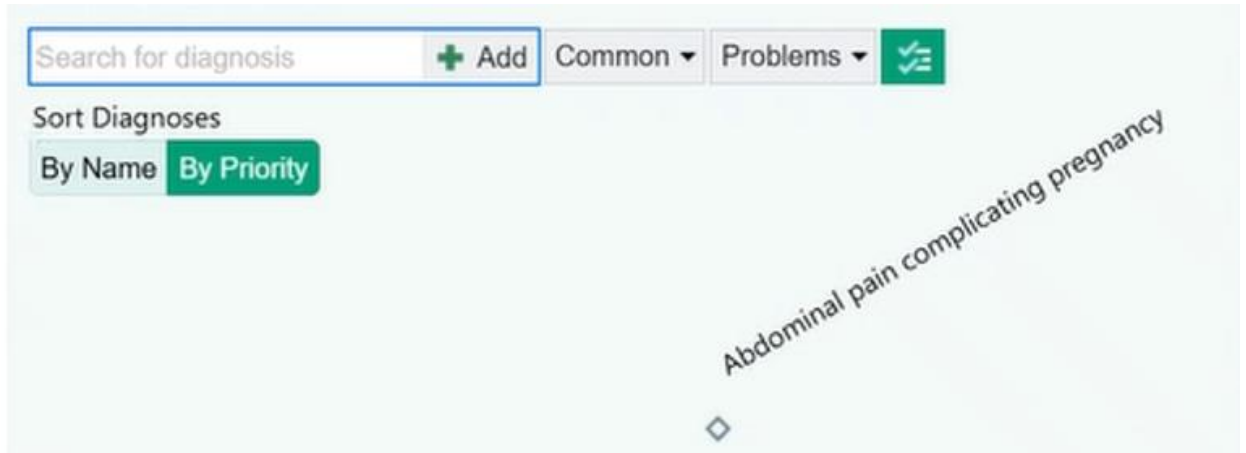 Search for diagnosis Add Common Problems
Sort Diagnoses
By Name By Priority
Abdominal pain complicating pregnancy